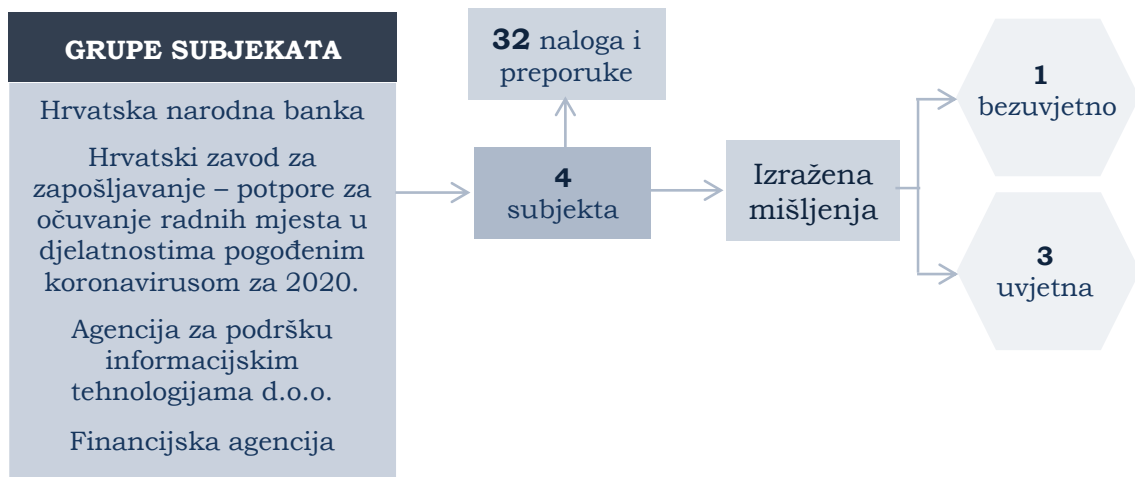 GRUPE SUBJEKATA
Hrvatska narodna banka
Hrvatski zavod za
zapošljavanje – potpore za
očuvanje radnih mjesta u
djelatnostima pogođenim
koronavirusom za 2020.
Agencija za podršku
informacijskim
tehnologijama d.o.o.
Financijska agencija
32 naloga i
preporuke
4
subjekta
Izražena
mišljenja
1
bezuvjetno
3
uvjetna